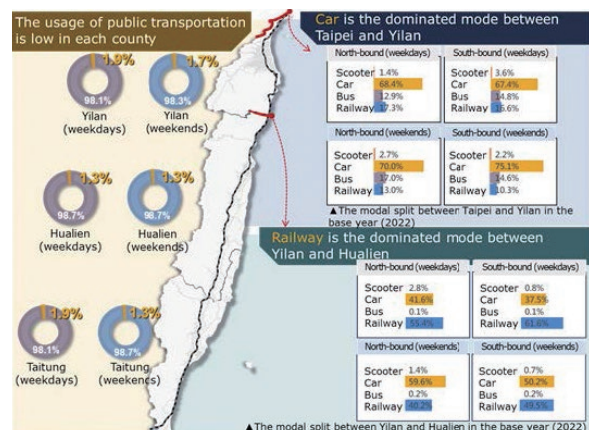 The usage of public transportation
is low in each county
1.9%
98.1%
Yilan
(weekdays)
1.7%
98.3%
Yilan
(weekends)
1.3%
98.7%
Hualien
(weekdays)
1.3%
98.7%
Hualien
(weekends)
1.9%
98.1%
Taitung
(weekdays)
1.3%
98.7%
Taitung
(weekends)
Car is the dominated mode between
Taipei and Yilan
North-bound (weekdays)
Scooter 1.4%
Car 68.4%
Bus 12.9%
Railway 17.3%
South-bound (weekdays)
Scooter 3.6%
Car 67.4%
Bus 14.8%
Railway 16.6%
North-bound (weekends)
Scooter 2.7%
Car 70.0%
Bus 17.0%
Railway 13.0%
South-bound (weekends)
Scooter 2.2%
Car 75.1%
Bus 14.6%
Railway 10.3%
▲The modal split between Taipei and Yilan in the
base year (2022)
Railway is the dominated mode between
Yilan and Hualien
North-bound (weekdays)
Scooter 2.8%
Car 41.6%
Bus 0.1%
Railway 55.4%
South-bound (weekdays)
Scooter 0.8%
Car 37.5%
Bus 0.1%
Railway 61.6%
North-bound (weekends)
Scooter 1.4%
Car 59.6%
Bus 0.2%
Railway 40.2%
South-bound (weekends)
Scooter 0.7%
Car 50.2%
Bus 0.2%
Railway 49.5%
▲The modal split between Yilan and Hualien in the base year (2022)